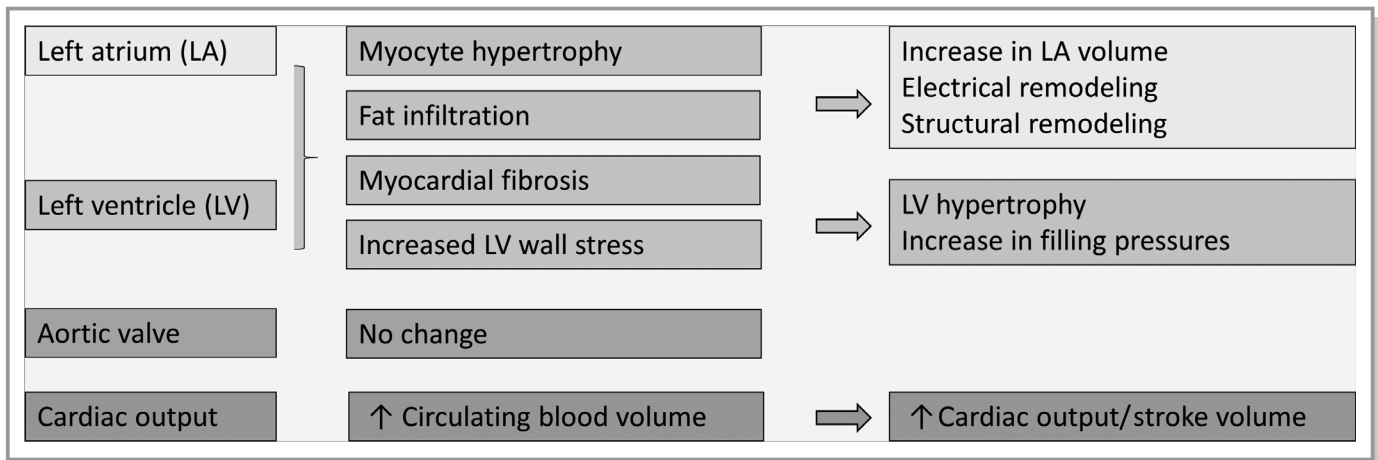 Left atrium (LA)
Left ventricle (LV)
Myocyte hypertrophy
Fat infiltration
Myocardial fibrosis
Increased LV wall stress
Increase in LA volume
Electrical remodeling
Structural remodeling
LV hypertrophy
Increase in filling pressures
Aortic valve
No change
Cardiac output
↑ Circulating blood volume
↑ Cardiac output/stroke volume